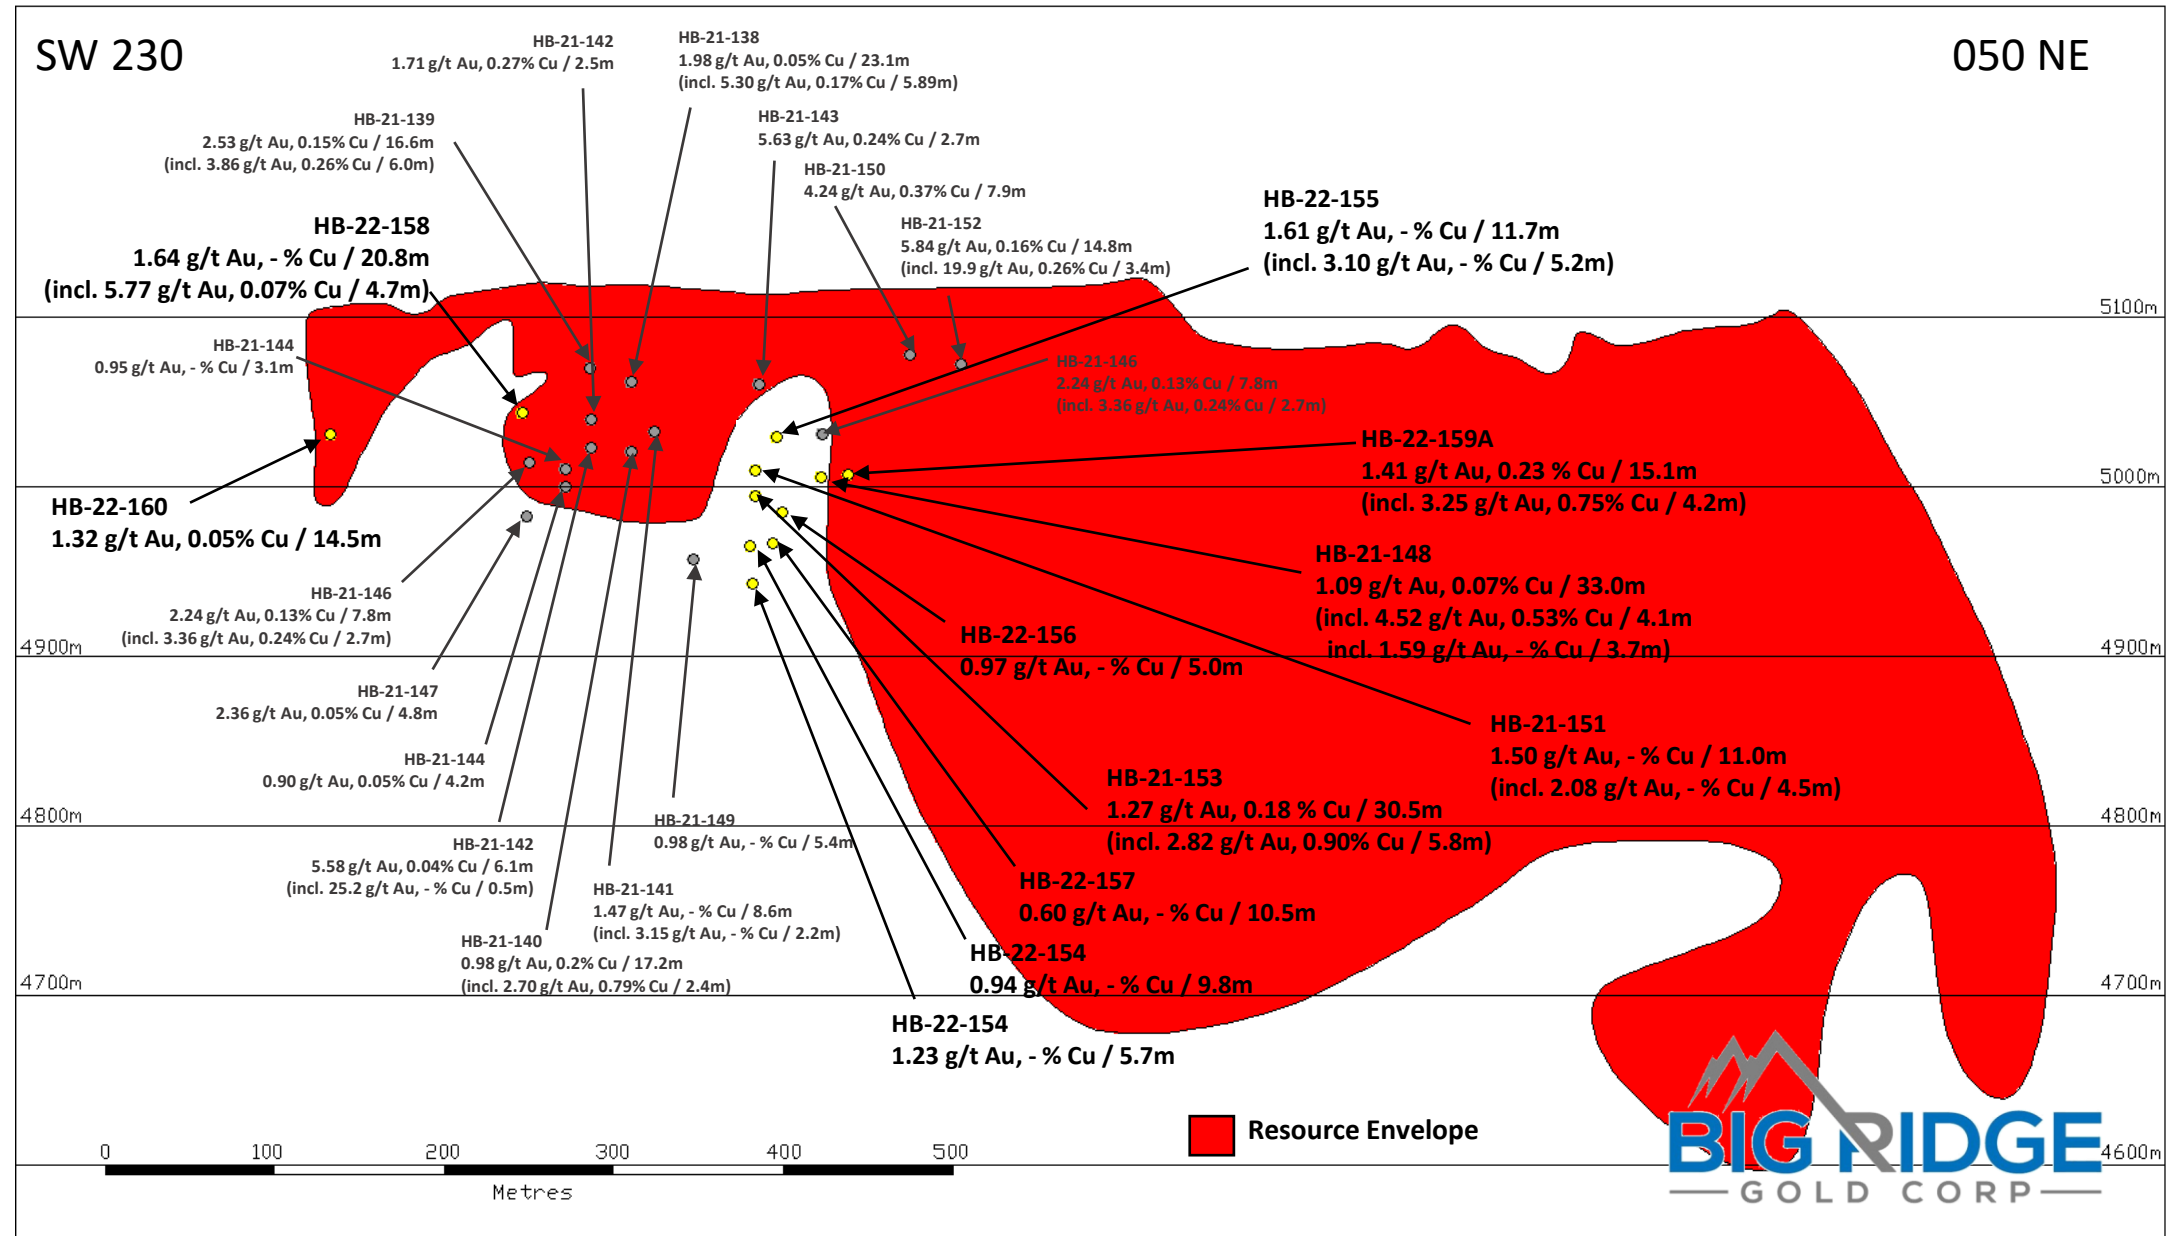 SW 230
050 NE
HB-21-142
1.71 g/t Au, 0.27% Cu / 2.5m
HB-21-138
1.98 g/t Au, 0.05% Cu / 23.1m
(incl. 5.30 g/t Au, 0.17% Cu / 5.89m)
HB-21-139
2.53 g/t Au, 0.15% Cu / 16.6m
(incl. 3.86 g/t Au, 0.26% Cu / 6.0m)
HB-21-143
5.63 g/t Au, 0.24% Cu / 2.7m
HB-21-150
4.24 g/t Au, 0.37% Cu / 7.9m
HB-21-152
5.84 g/t Au, 0.16% Cu / 14.8m
(incl. 19.9 g/t Au, 0.26% Cu / 3.4m)
HB-22-155
1.61 g/t Au, - % Cu / 11.7m
(incl. 3.10 g/t Au, - % Cu / 5.2m)
HB-22-158
1.64 g/t Au, - % Cu / 20.8m
(incl. 5.77 g/t Au, 0.07% Cu / 4.7m)
5100m
HB-21-144
0.95 g/t Au, - % Cu / 3.1m
HB-21-146
2.24 g/t Au, 0.13% Cu / 7.8m
(incl. 3.36 g/t Au, 0.24% Cu / 2.7m)
HB-22-159A
1.41 g/t Au, 0.23 % Cu / 15.1m
(incl. 3.25 g/t Au, 0.75% Cu / 4.2m)
5000m
HB-22-160
1.32 g/t Au, 0.05% Cu / 14.5m
HB-21-148
1.09 g/t Au, 0.07% Cu / 33.0m
(incl. 4.52 g/t Au, 0.53% Cu / 4.1m
incl. 1.59 g/t Au, - % Cu / 3.7m)
HB-21-146
2.24 g/t Au, 0.13% Cu / 7.8m
(incl. 3.36 g/t Au, 0.24% Cu / 2.7m)
HB-22-156
0.97 g/t Au, - % Cu / 5.0m
4900m
4900m
HB-21-147
2.36 g/t Au, 0.05% Cu / 4.8m
HB-21-151
1.50 g/t Au, - % Cu / 11.0m
(incl. 2.08 g/t Au, - % Cu / 4.5m)
HB-21-144
0.90 g/t Au, 0.05% Cu / 4.2m
HB-21-153
1.27 g/t Au, 0.18 % Cu / 30.5m
(incl. 2.82 g/t Au, 0.90% Cu / 5.8m)
4800m
4800m
HB-21-149
0.98 g/t Au, - % Cu / 5.4m
HB-21-142
5.58 g/t Au, 0.04% Cu / 6.1m
(incl. 25.2 g/t Au, - % Cu / 0.5m)
HB-22-157
0.60 g/t Au, - % Cu / 10.5m
HB-21-141
1.47 g/t Au, - % Cu / 8.6m
(incl. 3.15 g/t Au, - % Cu / 2.2m)
HB-21-140
0.98 g/t Au, 0.2% Cu / 17.2m
(incl. 2.70 g/t Au, 0.79% Cu / 2.4m)
HB-22-154
0.94 g/t Au, - % Cu / 9.8m
4700m
4700m
HB-22-154
1.23 g/t Au, - % Cu / 5.7m
Resource Envelope
0 100 200 300 400 500
Metres
4600m
BIG RIDGE
GOLD CORP